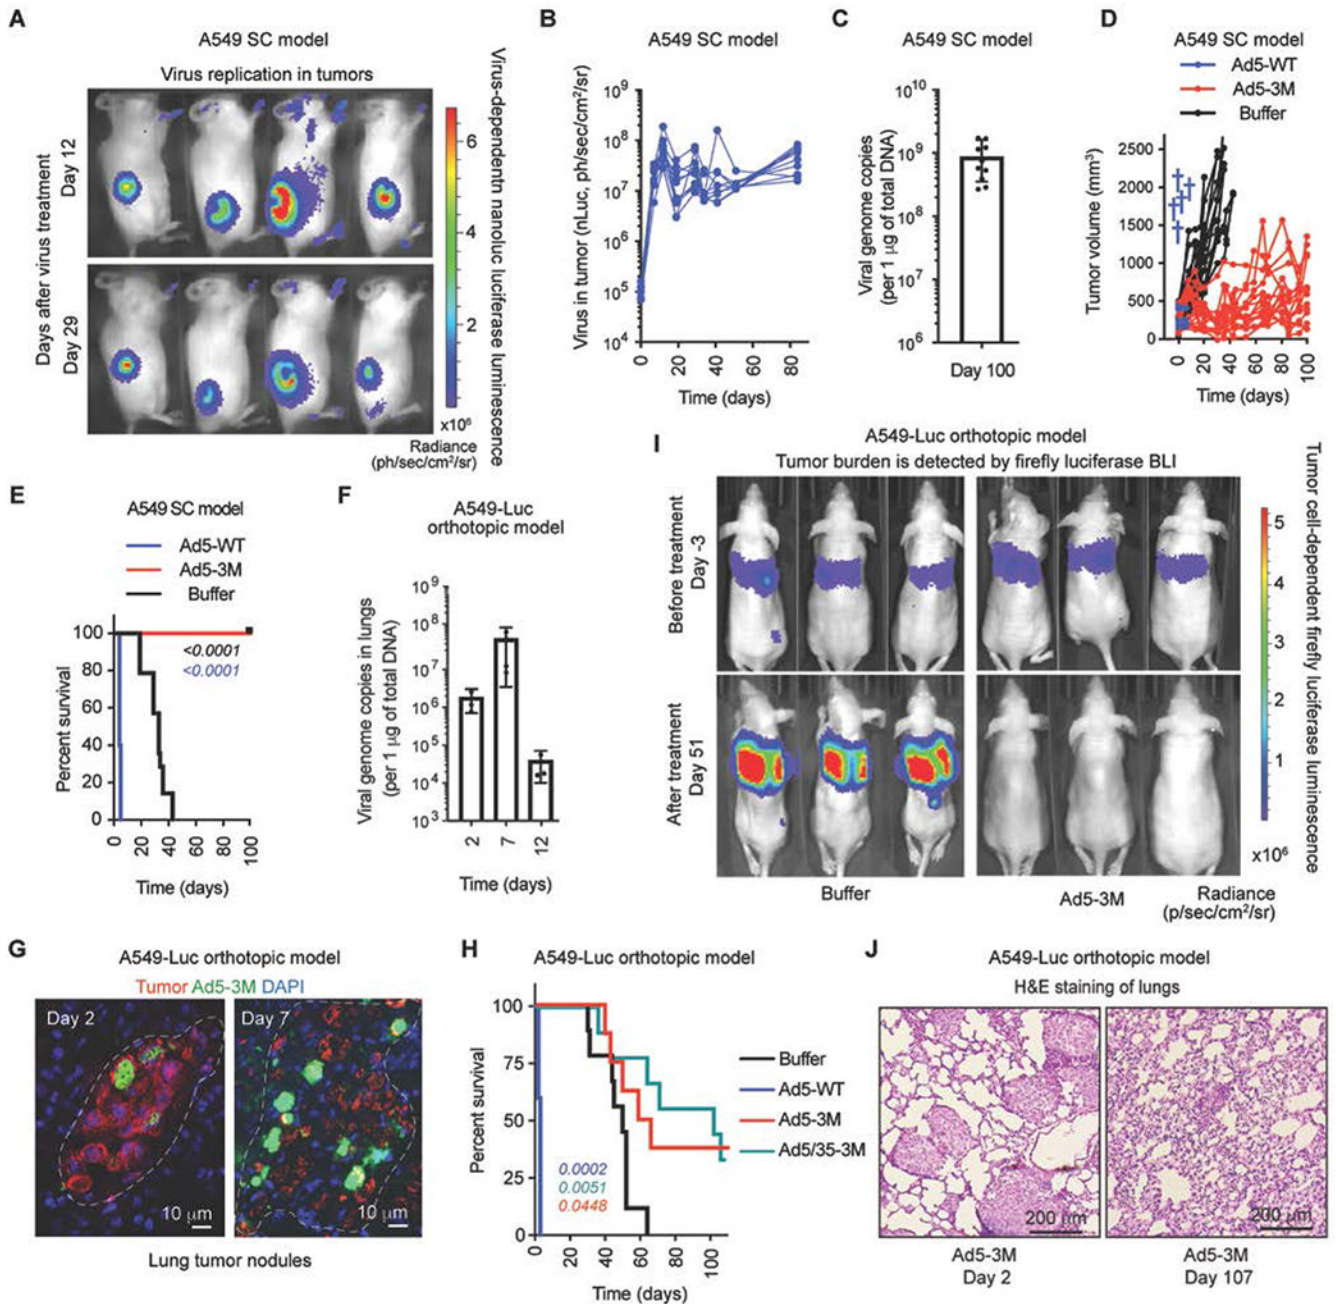 A
A549 SC model
Virus replication in tumors
Days after virus treatment
Day 12
Day 29
Virus-dependentn nanoluc luciferase luminescence
6
4
2
x10⁶
Radiance
(ph/sec/cm²/sr)
B
A549 SC model
Virus in tumor (nLuc, ph/sec/cm²/sr)
10⁹
10⁸
10⁷
10⁶
10⁵
10⁴
0 20 40 60 80
Time (days)
C
A549 SC model
Viral genome copies
(per 1 μg of total DNA)
10¹⁰
10⁹
10⁸
10⁷
10⁶
Day 100
D
A549 SC model
Ad5-WT
Ad5-3M
Buffer
Tumor volume (mm³)
2500
2000
1500
1000
500
0
0 20 40 60 80 100
Time (days)
E
A549 SC model
Ad5-WT
Ad5-3M
Buffer
Percent survival
100
80
60
40
20
0
<0.0001
<0.0001
0 20 40 60 80 100
Time (days)
F
A549-Luc
orthotopic model
Viral genome copies in lungs
(per 1 μg of total DNA)
10⁹
10⁸
10⁷
10⁶
10⁵
10⁴
10³
2 7 12
Time (days)
I
A549-Luc orthotopic model
Tumor burden is detected by firefly luciferase BLI
Before treatment
Day -3
After treatment
Day 51
Buffer
Ad5-3M
Tumor cell-dependent firefly luciferase luminescence
5
4
3
2
1
x10⁶
Radiance
(p/sec/cm²/sr)
G
A549-Luc orthotopic model
Tumor Ad5-3M DAPI
Day 2
Day 7
10 μm
10 μm
Lung tumor nodules
H
A549-Luc orthotopic model
Percent survival
100
75
50
25
0
0.0002
0.0051
0.0448
0 20 40 60 80 100
Time (days)
Buffer
Ad5-WT
Ad5-3M
Ad5/35-3M
J
A549-Luc orthotopic model
H&E staining of lungs
200 μm
200 μm
Ad5-3M
Day 2
Ad5-3M
Day 107